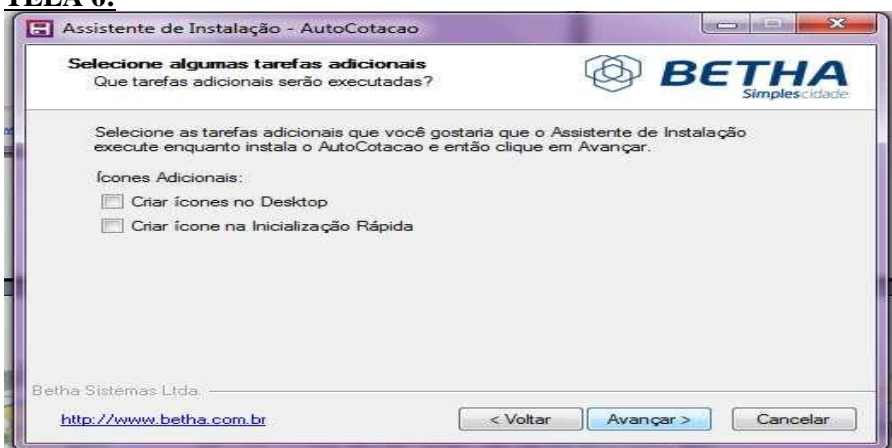 TELA 6:
Assistente de Instalação - AutoCotacao
Selecione algumas tarefas adicionais
Que tarefas adicionais serão executadas?
BETHA
Simplescidade
Selecione as tarefas adicionais que você gostaria que o Assistente de Instalação
execute enquanto instala o AutoCotacao e então clique em Avançar.
Ícones Adicionais:
Criar ícones no Desktop
Criar ícone na Inicialização Rápida
Betha Sistemas Ltda.
http://www.betha.com.br
< Voltar
Avançar >
Cancelar